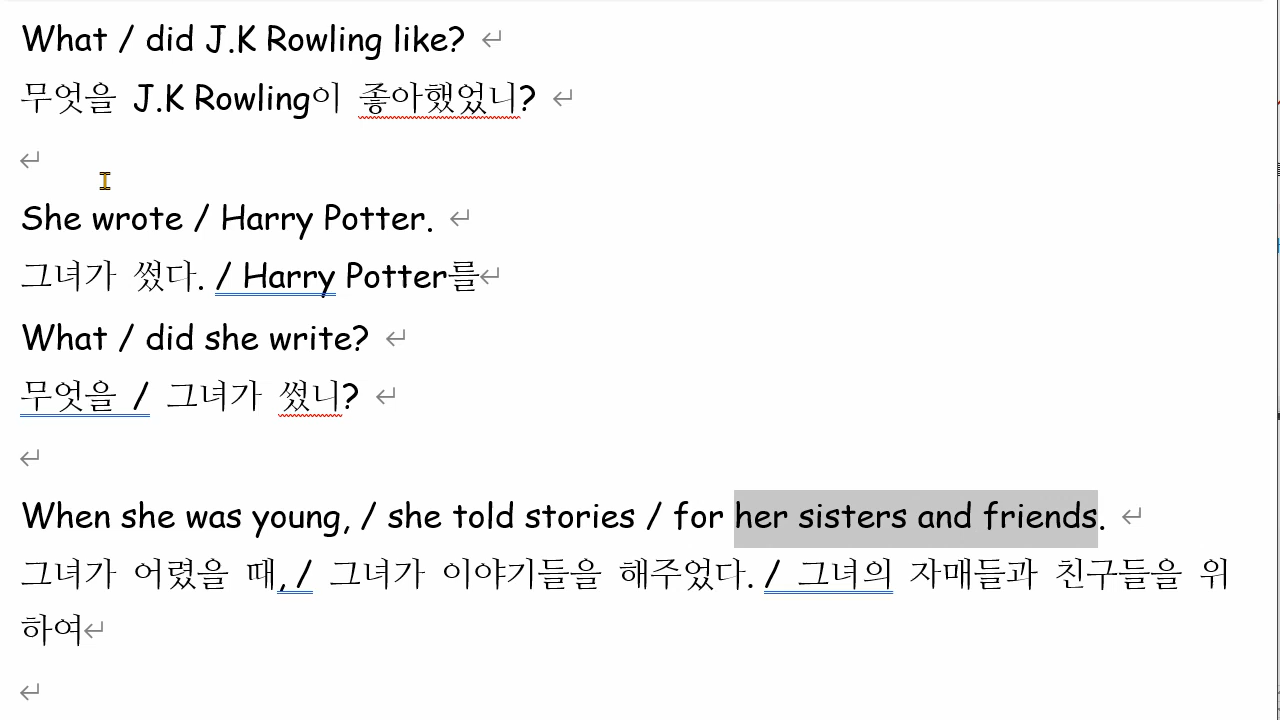 What / did J.K Rowling like?
무엇을 J.K Rowling이 좋아했었니?
She wrote / Harry Potter.
그녀가 썼다. / Harry Potter를
What / did she write?
무엇을 / 그녀가 썼니?
When she was young, / she told stories / for her sisters and friends.
그녀가 어렸을 때, / 그녀가 이야기들을 해주었다. / 그녀의 자매들과 친구들을 위
하여